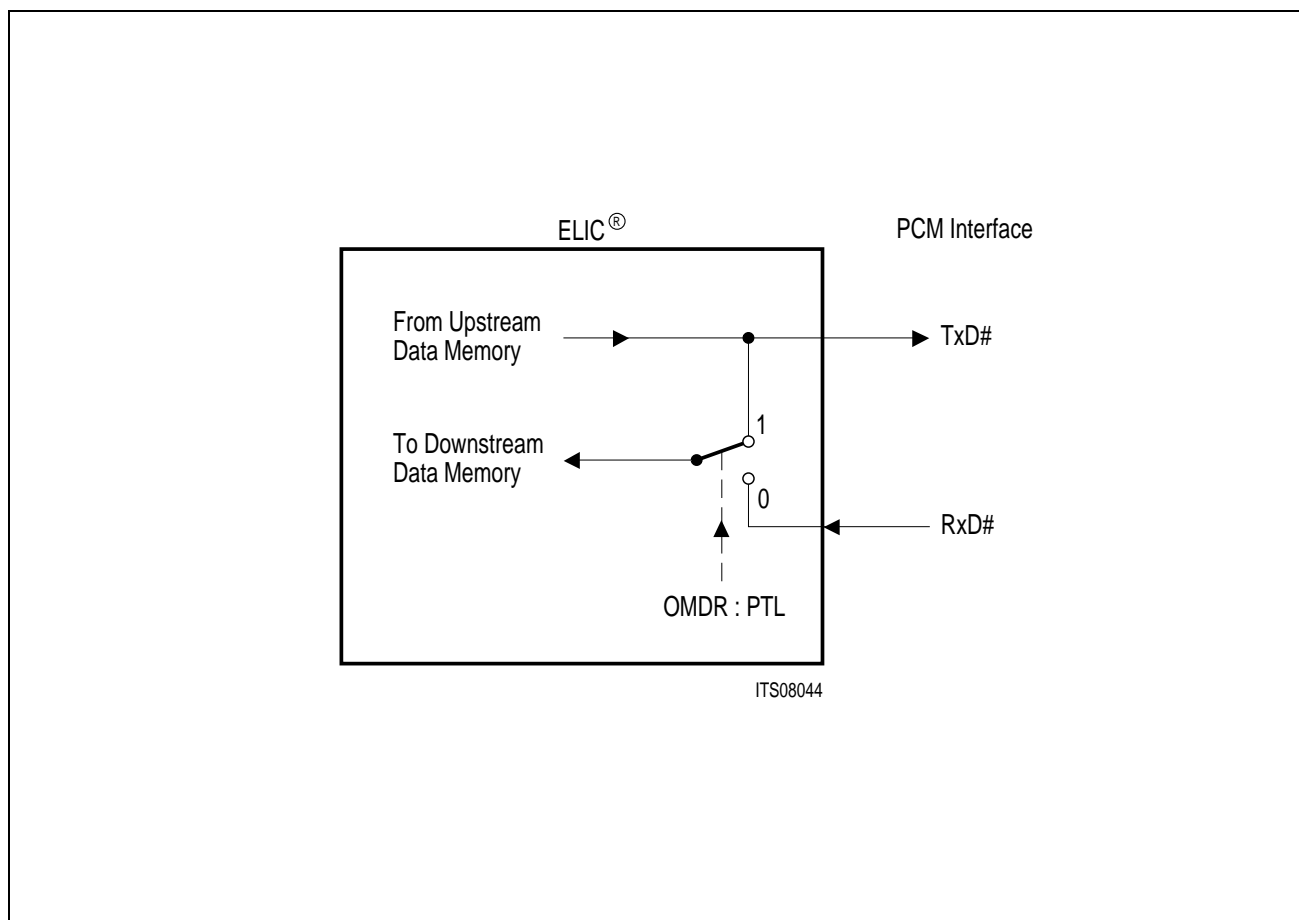 ELIC®
PCM Interface
From Upstream
Data Memory
TxD#
1
To Downstream
Data Memory
0
RxD#
OMDR : PTL
ITS08044